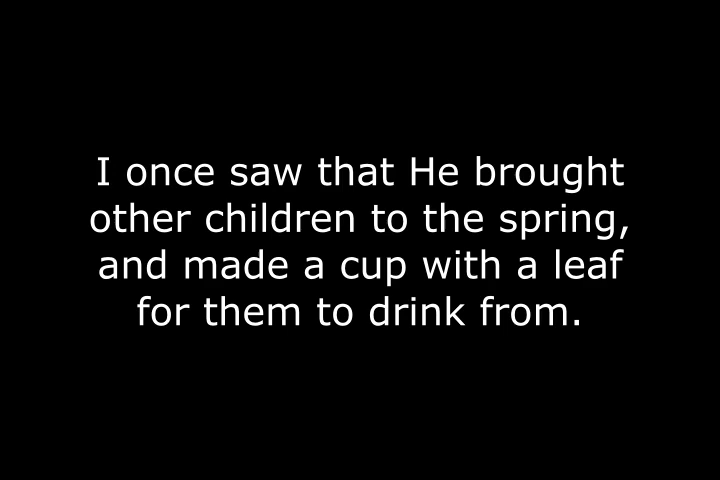 I once saw that He brought
other children to the spring,
and made a cup with a leaf
for them to drink from.